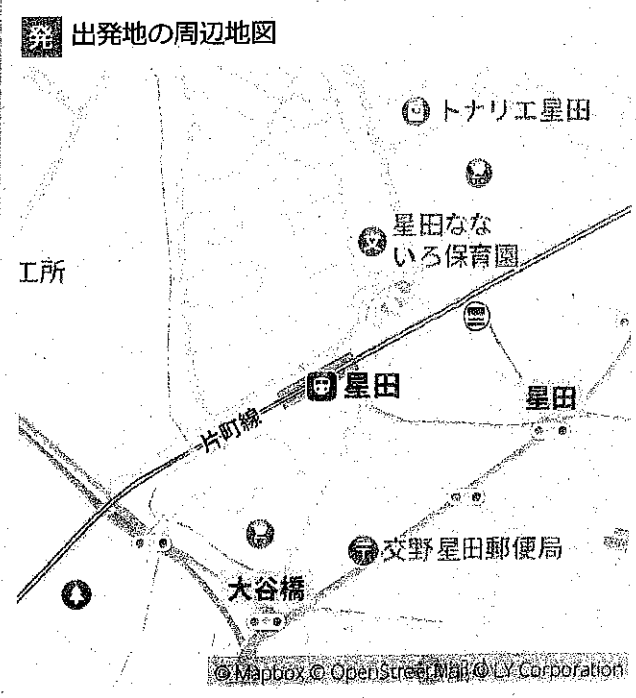 発 出発地の周辺地図
トナリエ星田
星田なな
いろ保育園
工所
星田
星田
片町線
交野星田郵便局
大谷橋
© Mapbox © OpenStreetMap © LY Corporation